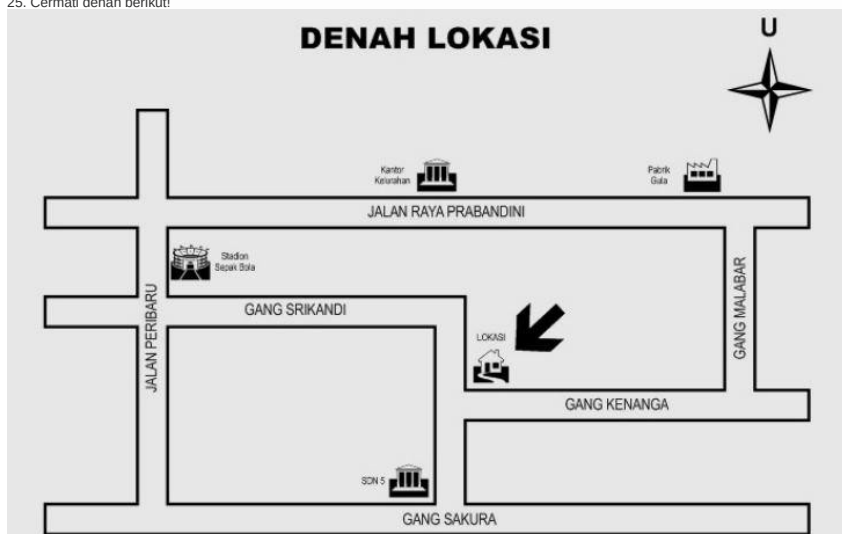 25. Cermati denah berikut!
DENAH LOKASI
U
Kantor
Kelurahan
Pabrik
Gula
JALAN RAYA PRABANDINI
Stadion
Sepak Bola
JALAN PERIBARU
GANG SRIKANDI
GANG MALABAR
LOKASI
GANG KENANGA
SDN 5
GANG SAKURA